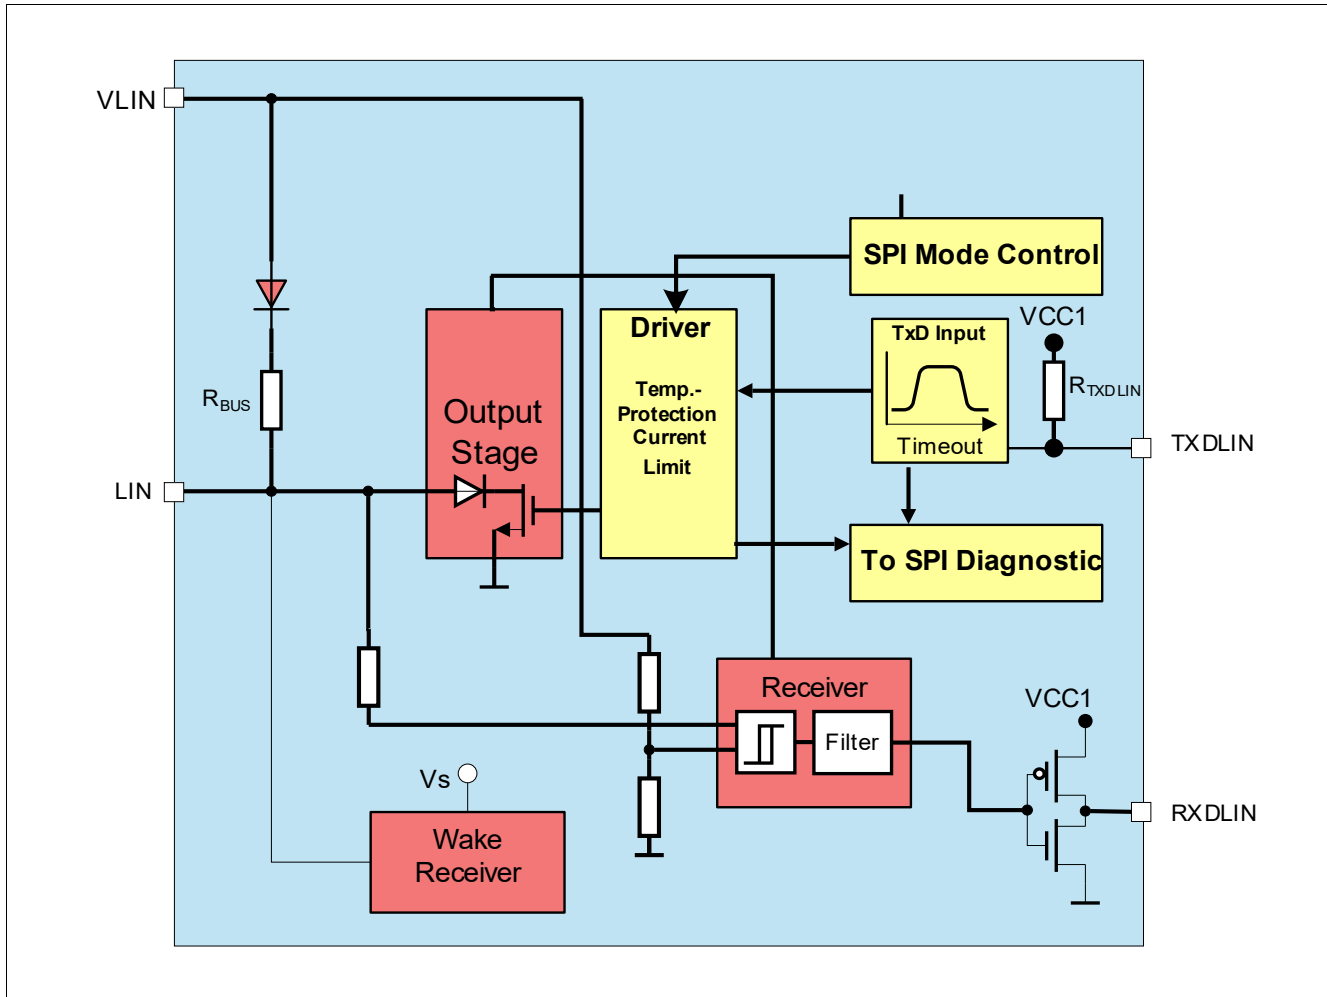 VLIN
SPI Mode Control
VCC1
Driver
TxD Input
Temp.-
Protection
Current
Limit
RBUS
Output
Stage
RTXDLIN
Timeout
TXDLIN
LIN
To SPI Diagnostic
Receiver
VCC1
Filter
Vs
RXDLIN
Wake
Receiver